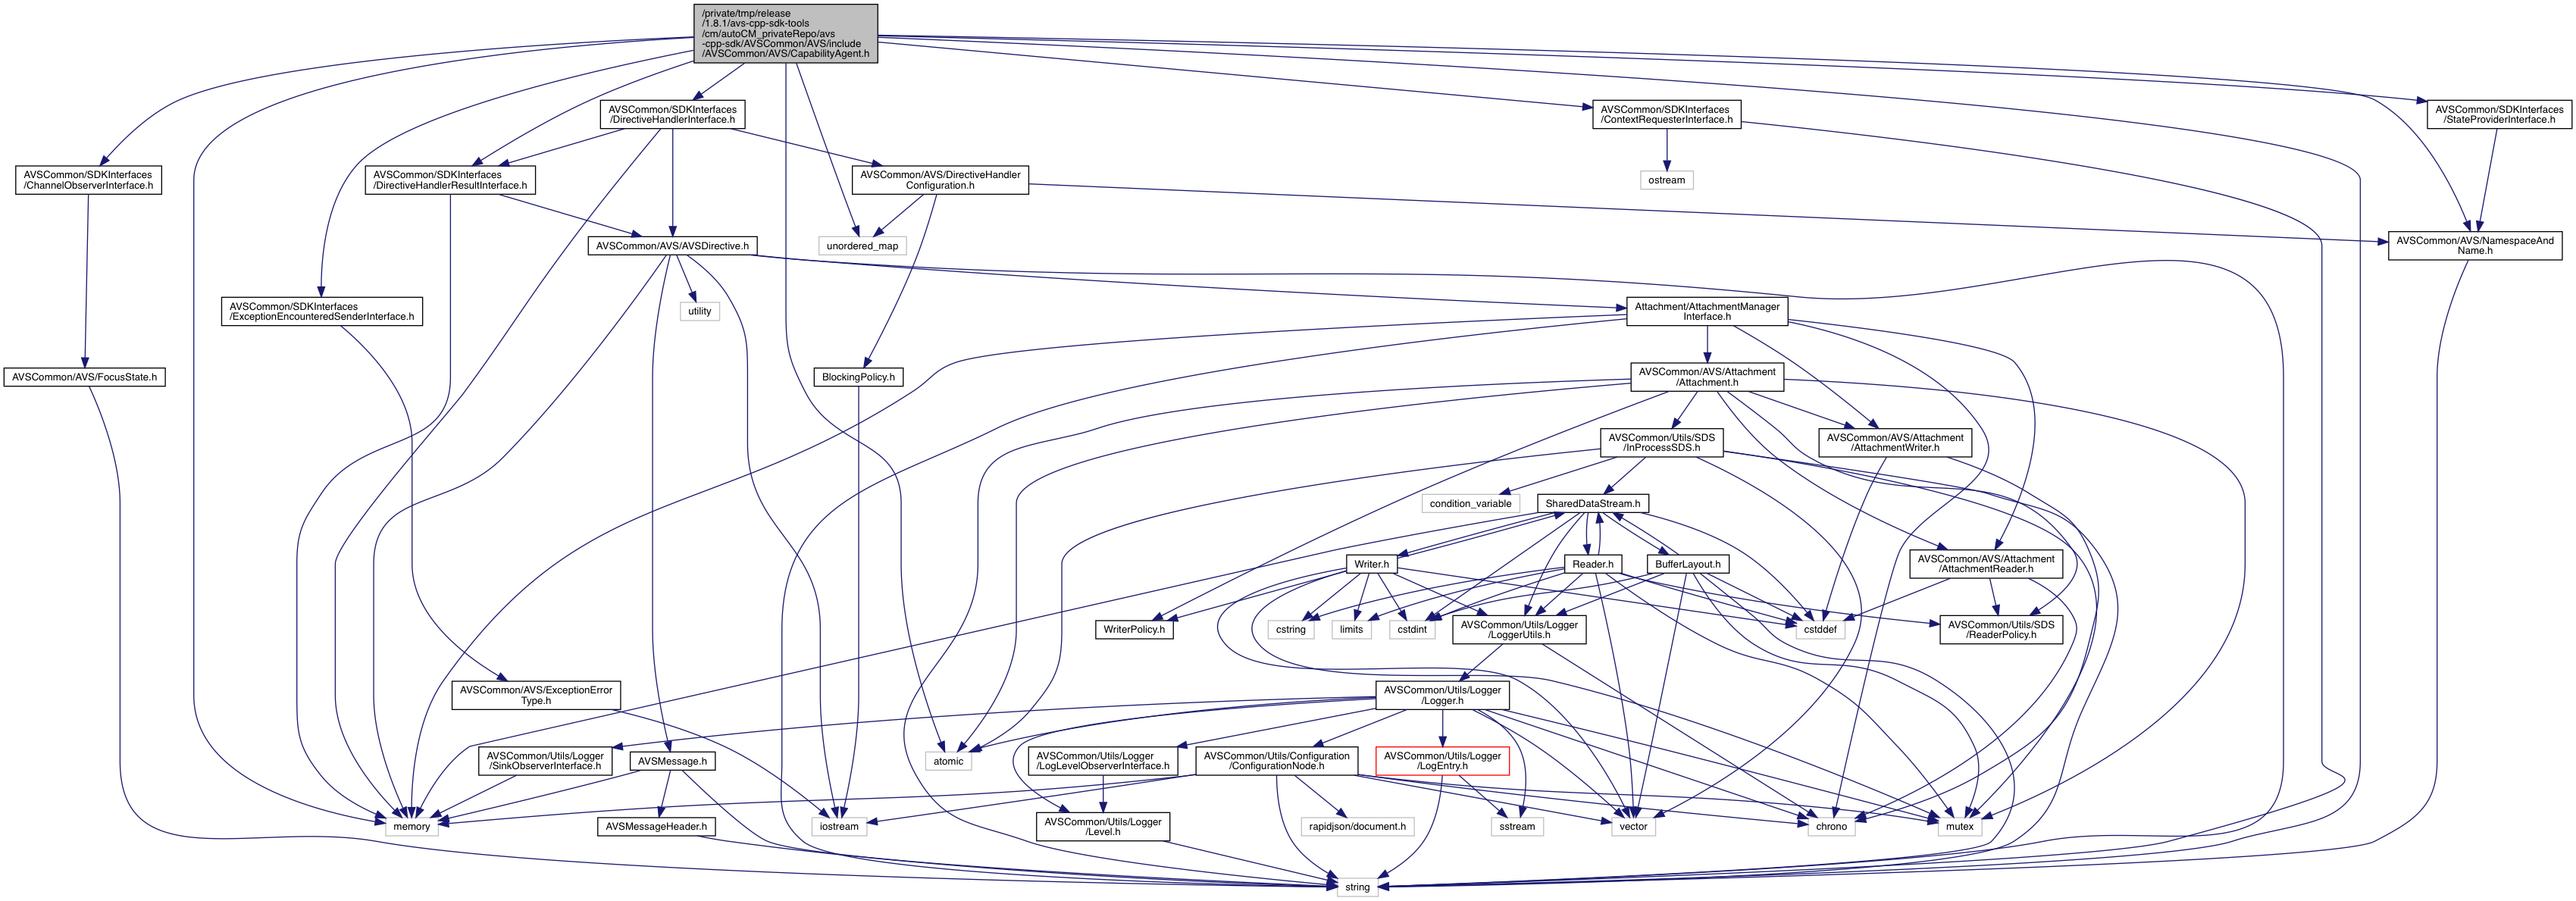 /private/tmp/release
/1.8.1/avs-cpp-sdk-tools
/cm/autoCM_privateRepo/avs
-cpp-sdk/AVSCommon/AVS/include
/AVSCommon/AVS/CapabilityAgent.h
AVSCommon/SDKInterfaces
/DirectiveHandlerInterface.h
AVSCommon/SDKInterfaces
/ContextRequesterInterface.h
AVSCommon/SDKInterfaces
/StateProviderInterface.h
AVSCommon/SDKInterfaces
/ChannelObserverInterface.h
AVSCommon/SDKInterfaces
/DirectiveHandlerResultInterface.h
AVSCommon/AVS/DirectiveHandler
Configuration.h
ostream
AVSCommon/AVS/AVSDirective.h
unordered_map
AVSCommon/AVS/NamespaceAnd
Name.h
AVSCommon/SDKInterfaces
/ExceptionEncounteredSenderInterface.h
utility
Attachment/AttachmentManager
Interface.h
AVSCommon/AVS/FocusState.h
BlockingPolicy.h
AVSCommon/AVS/Attachment
/Attachment.h
AVSCommon/Utils/SDS
/InProcessSDS.h
AVSCommon/AVS/Attachment
/AttachmentWriter.h
condition_variable
SharedDataStream.h
Writer.h
Reader.h
BufferLayout.h
AVSCommon/AVS/Attachment
/AttachmentReader.h
WriterPolicy.h
cstring
limits
cstdint
AVSCommon/Utils/Logger
/LoggerUtils.h
cstddef
AVSCommon/Utils/SDS
/ReaderPolicy.h
AVSCommon/AVS/ExceptionError
Type.h
AVSCommon/Utils/Logger
/Logger.h
AVSCommon/Utils/Logger
/SinkObserverInterface.h
AVSMessage.h
atomic
AVSCommon/Utils/Logger
/LogLevelObserverInterface.h
AVSCommon/Utils/Configuration
/ConfigurationNode.h
AVSCommon/Utils/Logger
/LogEntry.h
memory
AVSMessageHeader.h
iostream
AVSCommon/Utils/Logger
/Level.h
rapidjson/document.h
sstream
vector
chrono
mutex
string